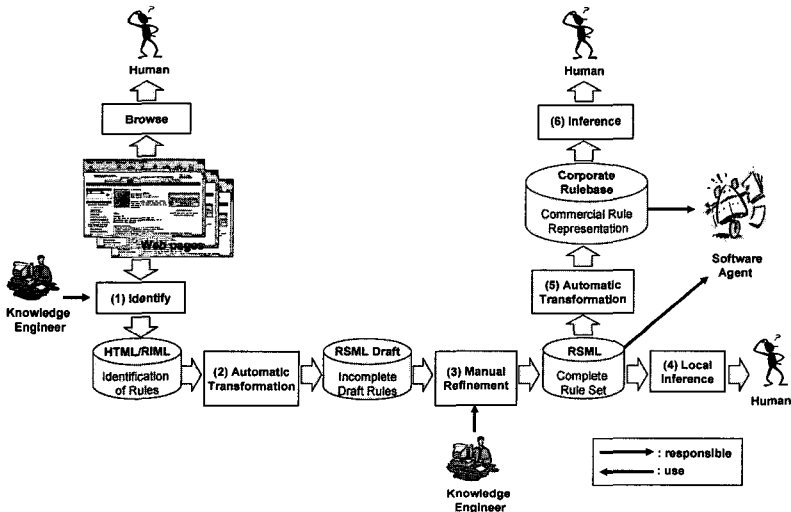 ?
Human
Browse
Web pages
Knowledge
Engineer
(1) Identify
HTML/RIML
Identification
of Rules
(2) Automatic
Transformation
RSML Draft
Incomplete
Draft Rules
(3) Manual
Refinement
Knowledge
Engineer
RSML
Complete
Rule Set
(4) Local
Inference
?
Human
(5) Automatic
Transformation
Corporate
Rulebase
Commercial Rule
Representation
Software
Agent
(6) Inference
?
Human
: responsible
: use